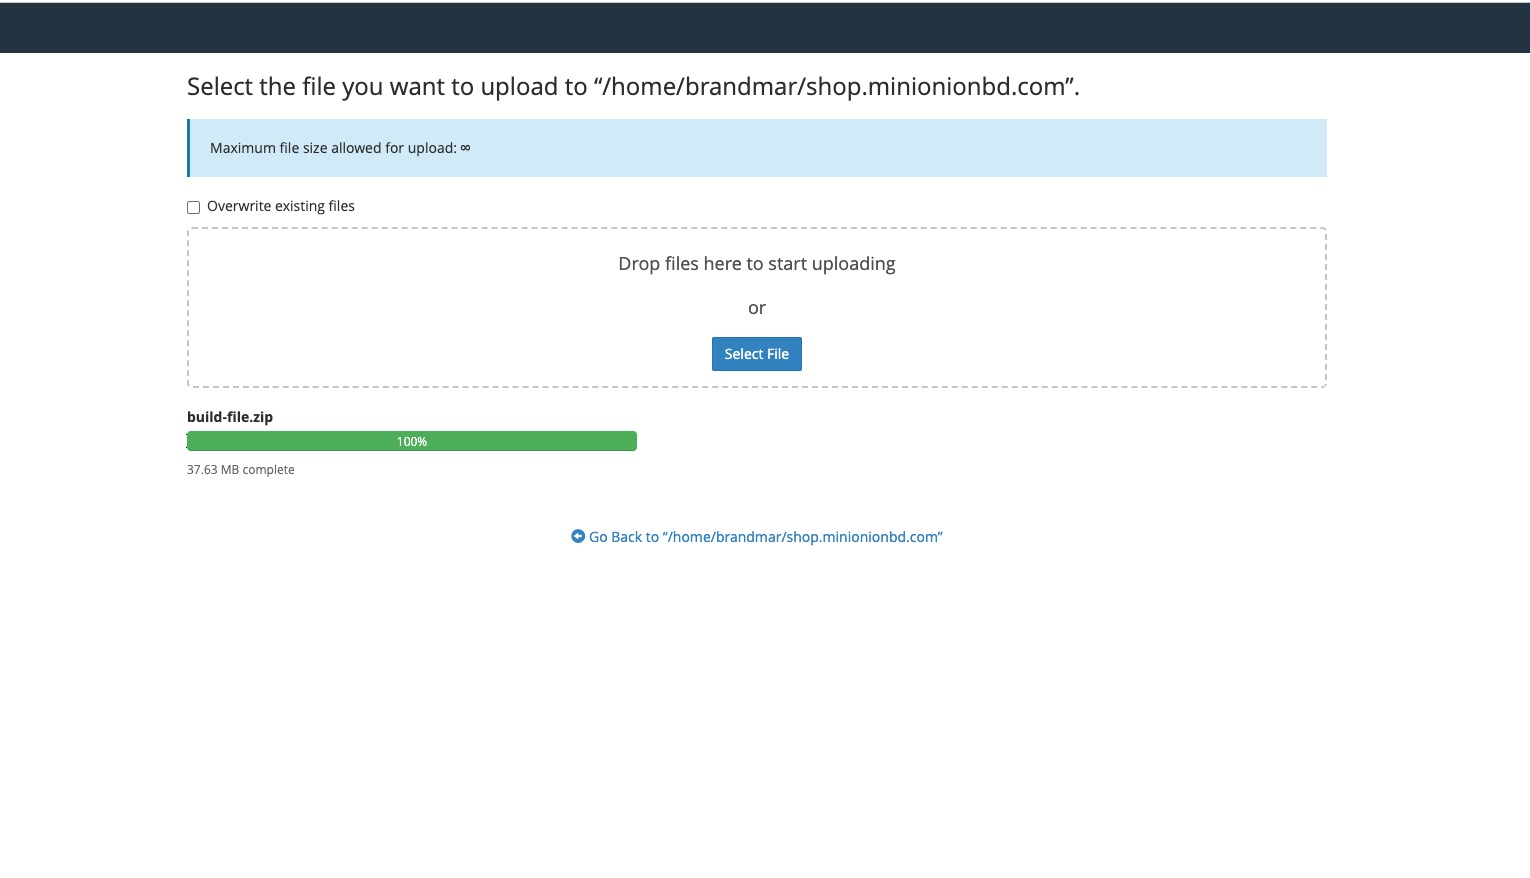 Select the file you want to upload to “/home/brandmar/shop.minionionbd.com”.
Maximum file size allowed for upload: ∞
Overwrite existing files
Drop files here to start uploading
or
Select File
build-file.zip
100%
37.63 MB complete
Go Back to “/home/brandmar/shop.minionionbd.com”